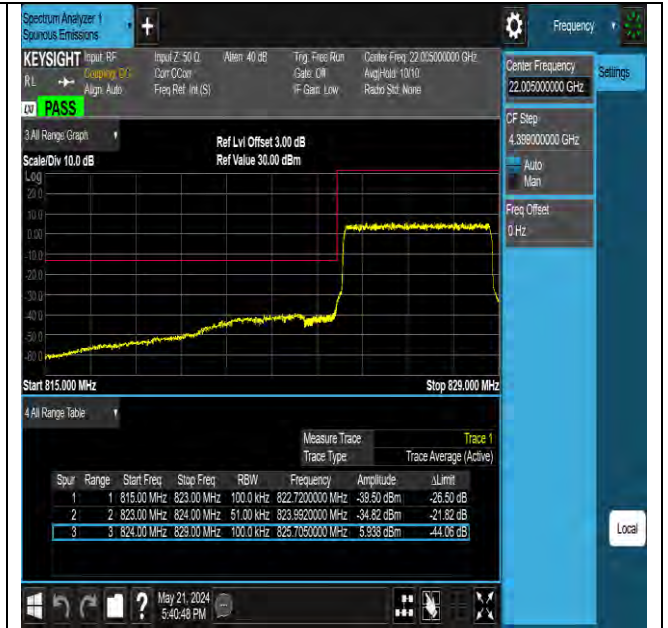 Spectrum Analyzer 1
Spurious Emissions
Frequency
KEYSIGHT Input: RF
RL Coupling: DC
Align: Auto
Input Z: 50 Ω
Corr CCorr
Freq Ref: Int (S)
Atten: 40 dB
Trig: Free Run
Gate: Off
IF Gain: Low
Center Freq: 22.005000000 GHz
Avg|Hold: 10/10
Radio Std: None
LXI PASS
Center Frequency
22.005000000 GHz
Settings
CF Step
4.399000000 GHz
Auto
Man
Freq Offset
0 Hz
3 All Range Graph
Scale/Div 10.0 dB
Ref Lvl Offset 3.00 dB
Ref Value 30.00 dBm
Log
20.0
10.0
0.00
-10.0
-20.0
-30.0
-40.0
-50.0
-60.0
Start 815.000 MHz
Stop 829.000 MHz
4 All Range Table
Measure Trace Trace 1
Trace Type Trace Average (Active)
Spur Range Start Freq Stop Freq RBW Frequency Amplitude ΔLimit
1 1 815.00 MHz 823.00 MHz 100.0 kHz 822.7200000 MHz -39.50 dBm -26.50 dB
2 2 823.00 MHz 824.00 MHz 51.00 kHz 823.9920000 MHz -34.82 dBm -21.82 dB
3 3 824.00 MHz 829.00 MHz 100.0 kHz 825.7050000 MHz 5.938 dBm -44.06 dB
Local
?
May 21, 2024
5:40:48 PM